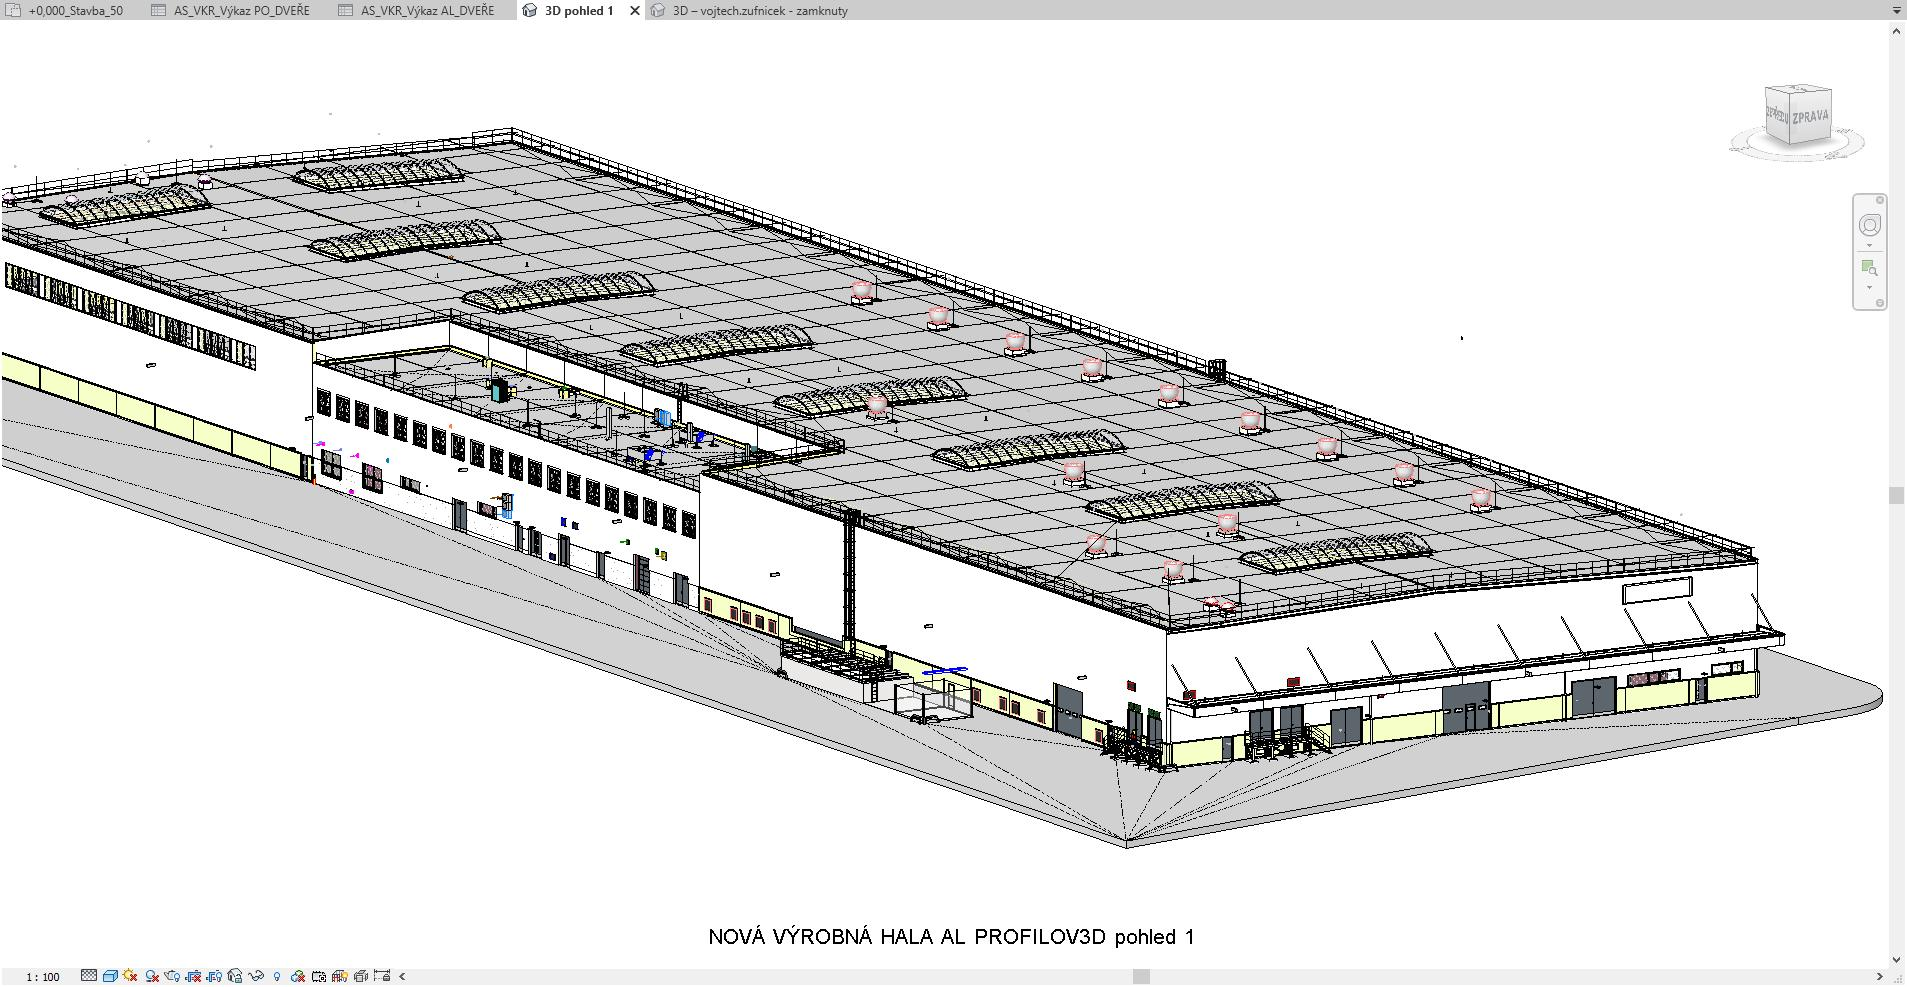 +0,000_Stavba_50
AS_VKR_Výkaz PO_DVEŘE
AS_VKR_Výkaz AL_DVEŘE
3D pohled 1
3D – vojtech.zufnicek - zamknuty
ZPRAVA
NOVÁ VÝROBNÁ HALA AL PROFILOV3D pohled 1
1 : 100